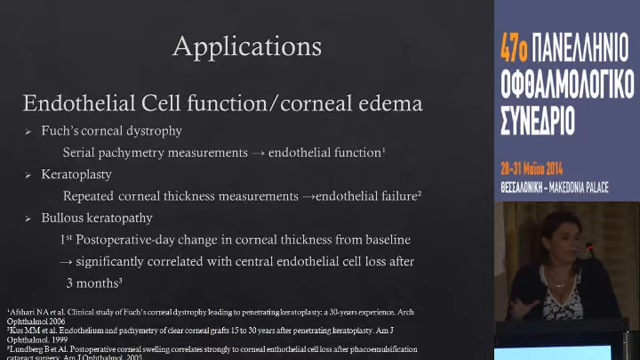 Applications
Endothelial Cell function/corneal edema
➢ Fuch's corneal dystrophy
Serial pachymetry measurements → endothelial function¹
➢ Keratoplasty
Repeated corneal thickness measurements →endothelial failure²
➢ Bullous keratopathy
1ˢᵗ Postoperative-day change in corneal thickness from baseline
→ significantly correlated with central endothelial cell loss after
3 months³
¹Afshari NA et al. Clinical study of Fuch's corneal dystrophy leading to penetrating keratoplasty: a 30-years experience. Arch
Ophthalmol 2006
²Kus MM et al. Endothelium and pachymetry of clear corneal grafts 15 to 30 years after penetrating keratoplasty. Am J
Ophthalmol. 1999
³Lundberg B et al. Postoperative corneal swelling correlates strongly to corneal enthothelial cell loss after phacoemulsification
cataract surgery. Am J Ophthalmol. 2005
47ο ΠΑΝΕΛΛΗΝΙΟ
ΟΦΘΑΛΜΟΛΟΓΙΚΟ
ΣΥΝΕΔΡΙΟ
28-31 Μαΐου 2014
ΘΕΣΣΑΛΟΝΙΚΗ - MAKEDONIA PALACE